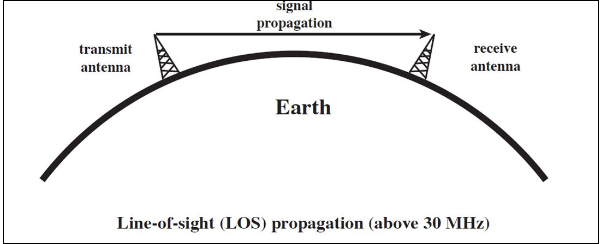 signal
propagation
transmit
antenna
receive
antenna
Earth
Line-of-sight (LOS) propagation (above 30 MHz)